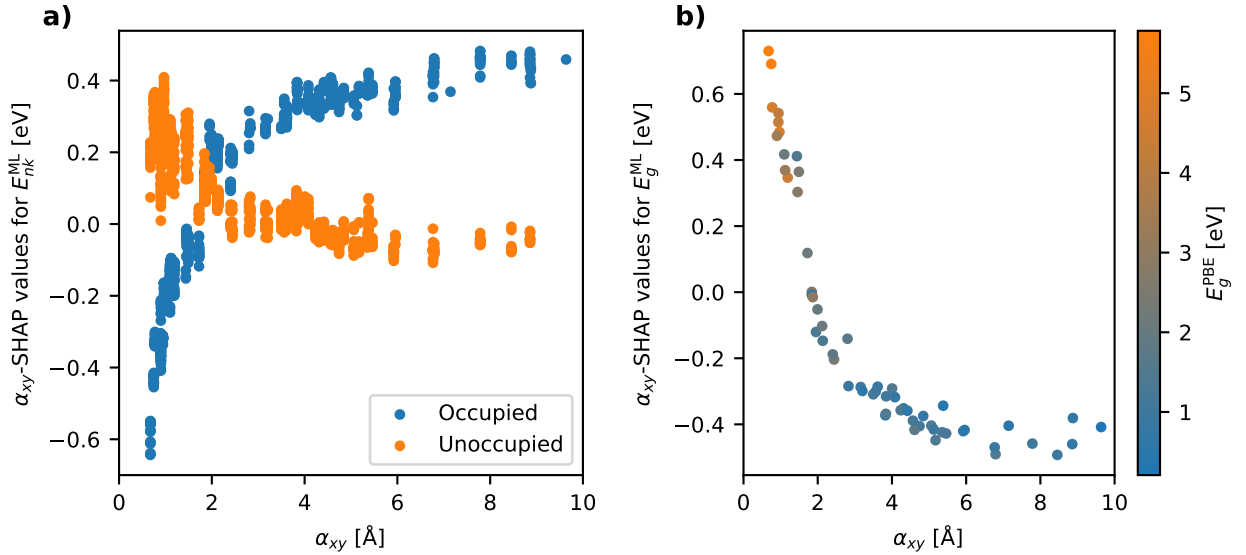 a)
α_xy-SHAP values for E_nk^ML [eV]
0.4
0.2
0.0
−0.2
−0.4
−0.6
Occupied
Unoccupied
0 2 4 6 8 10
α_xy [Å]
b)
α_xy-SHAP values for E_g^ML [eV]
0.6
0.4
0.2
0.0
−0.2
−0.4
0 2 4 6 8 10
α_xy [Å]
5
4
3
2
1
E_g^PBE [eV]